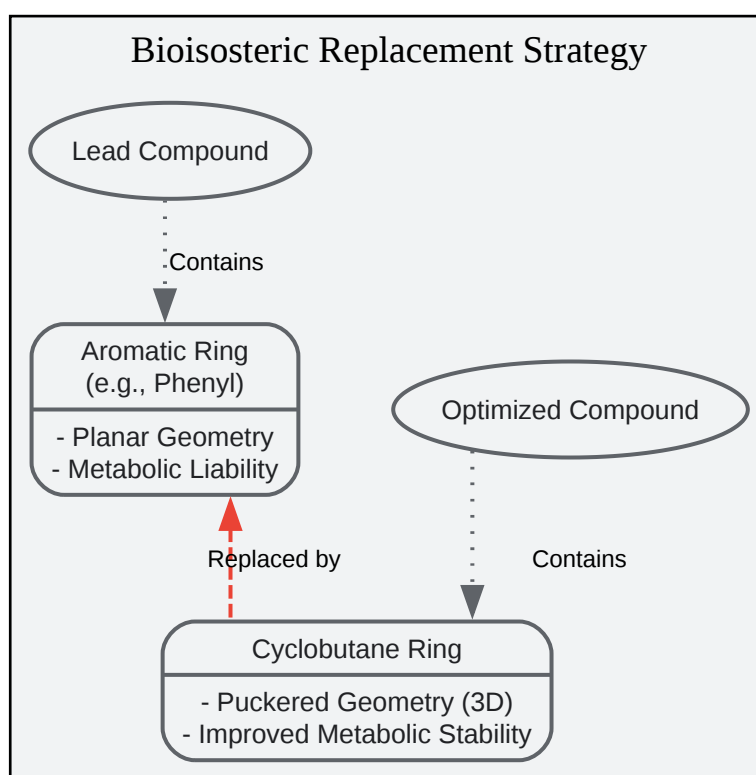 Bioisosteric Replacement Strategy
Lead Compound
Contains
Aromatic Ring
(e.g., Phenyl)
- Planar Geometry
- Metabolic Liability
Optimized Compound
Replaced by
Contains
Cyclobutane Ring
- Puckered Geometry (3D)
- Improved Metabolic Stability